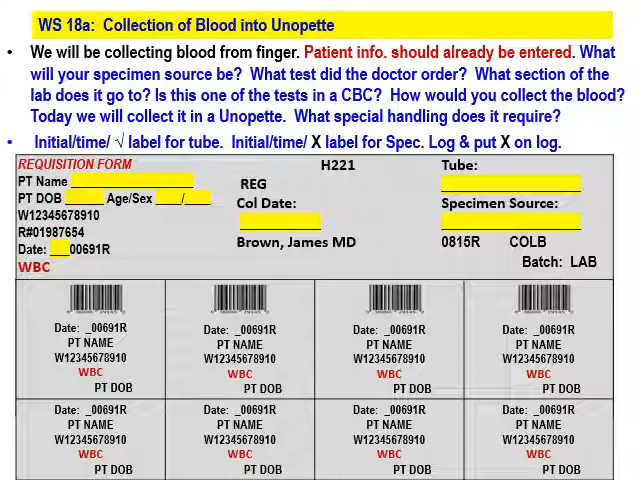 WS 18a: Collection of Blood into Unopette
• We will be collecting blood from finger. Patient info. should already be entered. What
will your specimen source be? What test did the doctor order? What section of the
lab does it go to? Is this one of the tests in a CBC? How would you collect the blood?
Today we will collect it in a Unopette. What special handling does it require?
• Initial/time/ √ label for tube. Initial/time/ X label for Spec. Log & put X on log.
REQUISITION FORM H221 Tube:
PT Name REG
PT DOB Age/Sex / Col Date: Specimen Source:
W12345678910
R#01987654
Date: 00691R Brown, James MD 0815R COLB
WBC Batch: LAB
Date: _00691R Date: _00691R Date: _00691R Date: _00691R
PT NAME PT NAME PT NAME PT NAME
W12345678910 W12345678910 W12345678910 W12345678910
WBC WBC WBC WBC
PT DOB PT DOB PT DOB PT DOB
Date: _00691R Date: _00691R Date: _00691R Date: _00691R
PT NAME PT NAME PT NAME PT NAME
W12345678910 W12345678910 W12345678910 W12345678910
WBC WBC WBC WBC
PT DOB PT DOB PT DOB PT DOB